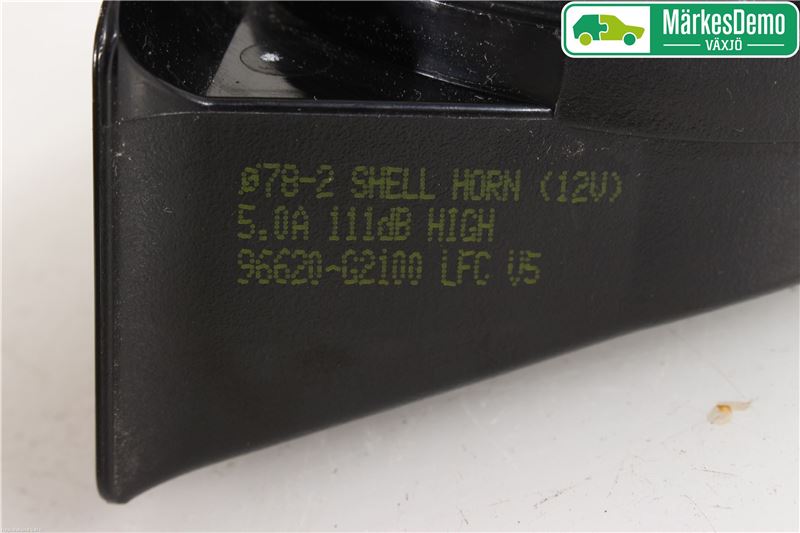 MärkesDemo
VÄXJÖ
ø78-2 SHELL HORN (12V)
5.0A 111dB HIGH
96620-G2100 LFC V5